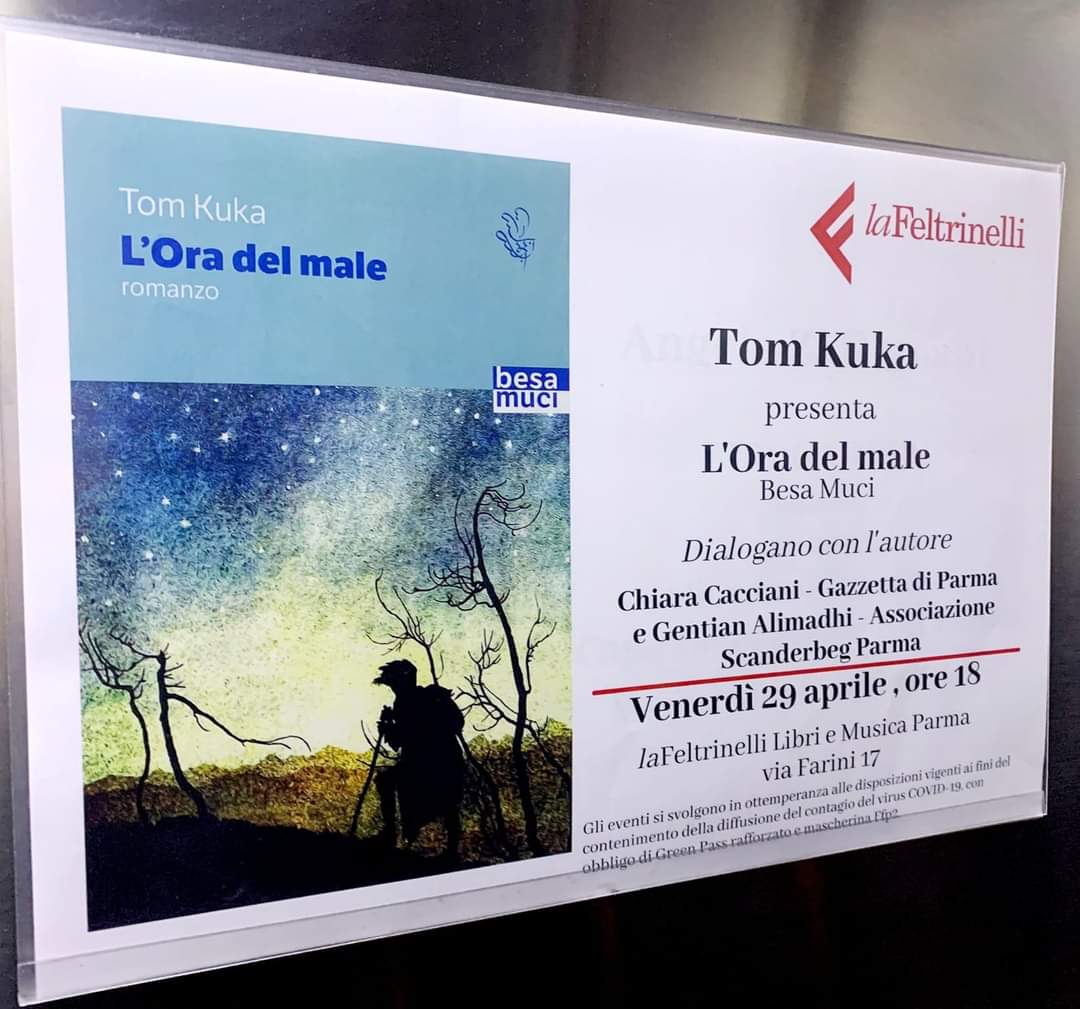 Tom Kuka
L'Ora del male
romanzo
besa
muci
laFeltrinelli
Tom Kuka
presenta
L'Ora del male
Besa Muci
Dialogano con l'autore
Chiara Cacciani - Gazzetta di Parma
e Gentian Alimadhi - Associazione
Scanderbeg Parma
Venerdì 29 aprile , ore 18
laFeltrinelli Libri e Musica Parma
via Farini 17
Gli eventi si svolgono in ottemperanza alle disposizioni vigenti ai fini del
contenimento della diffusione del contagio del virus COVID-19, con
obbligo di Green Pass rafforzato e mascherina Ffp2.